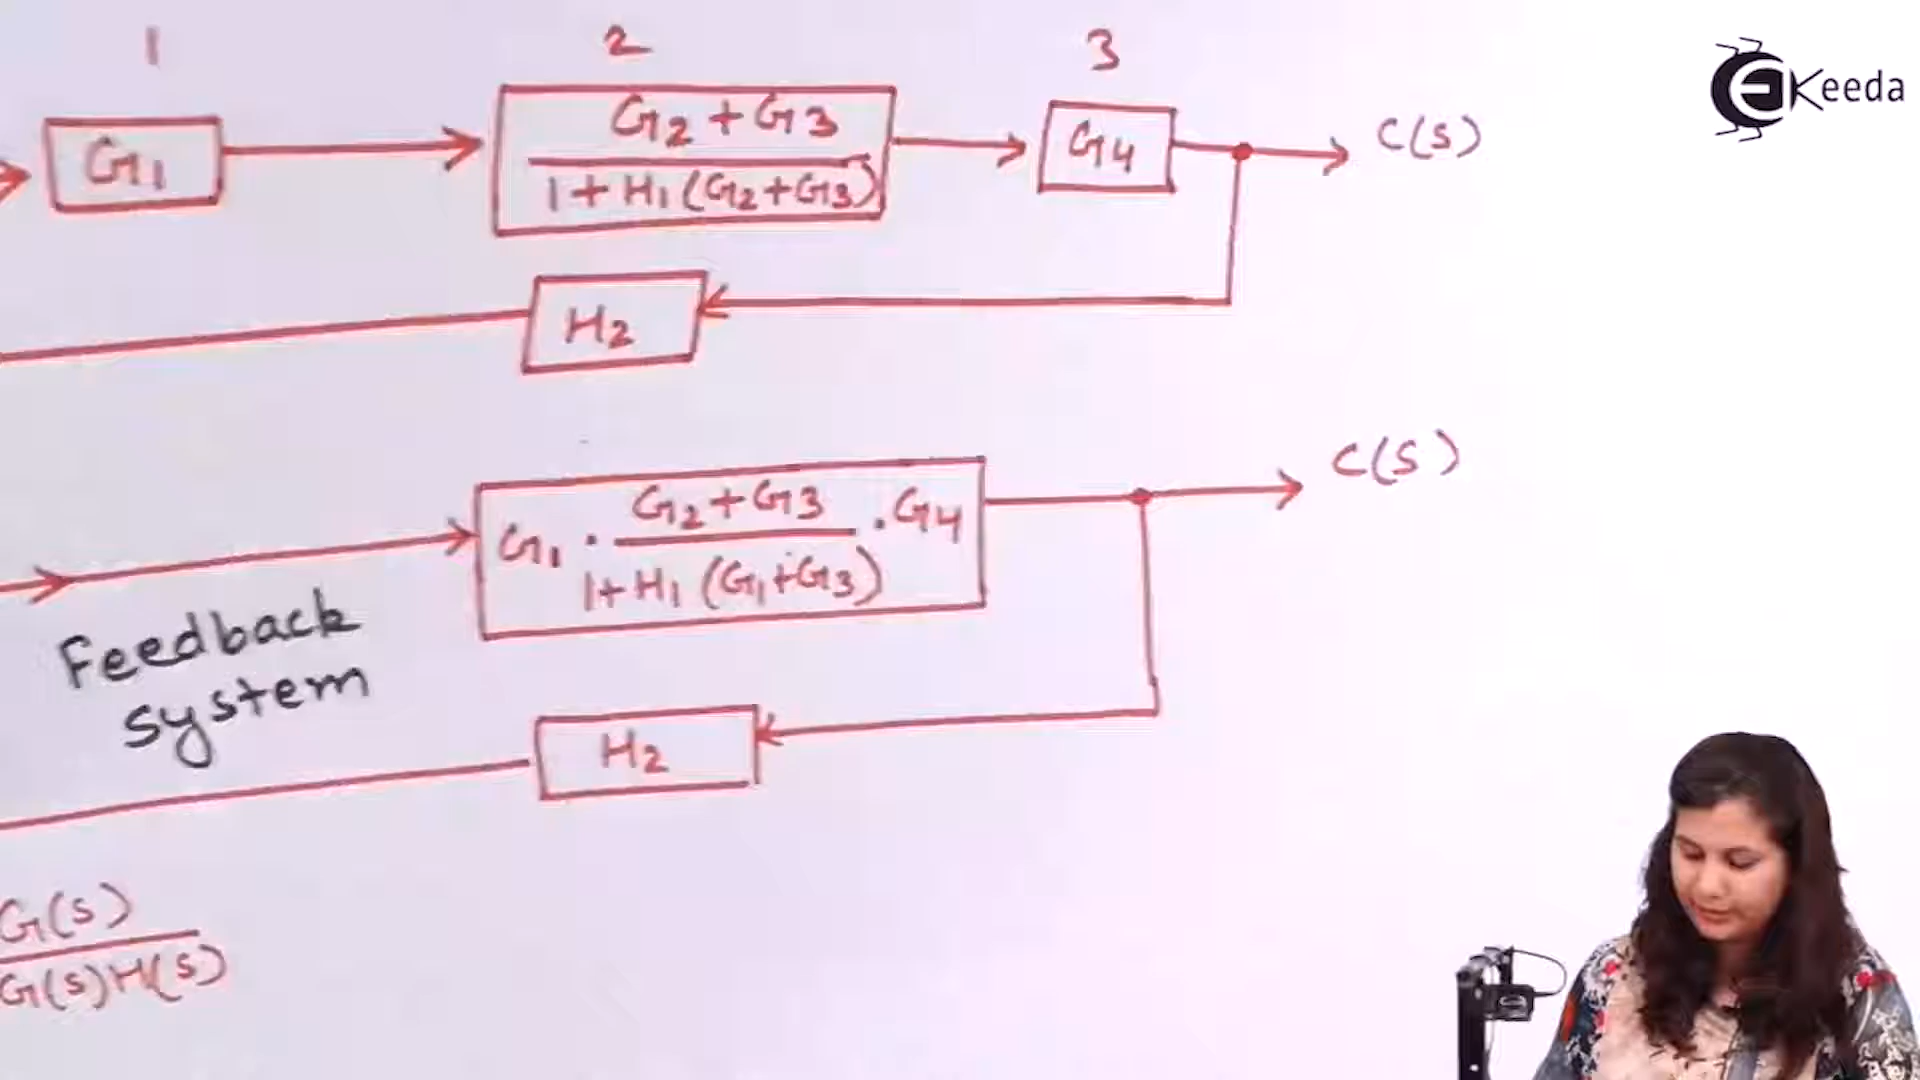 1 2 3
EKeeda
G1
G2+G3
1+H1(G2+G3)
G4
C(s)
H2
C(s)
G1 . G2+G3 . G4
1+H1 (G1+G3)
Feedback
system
H2
G(s)
G(s)H(s)